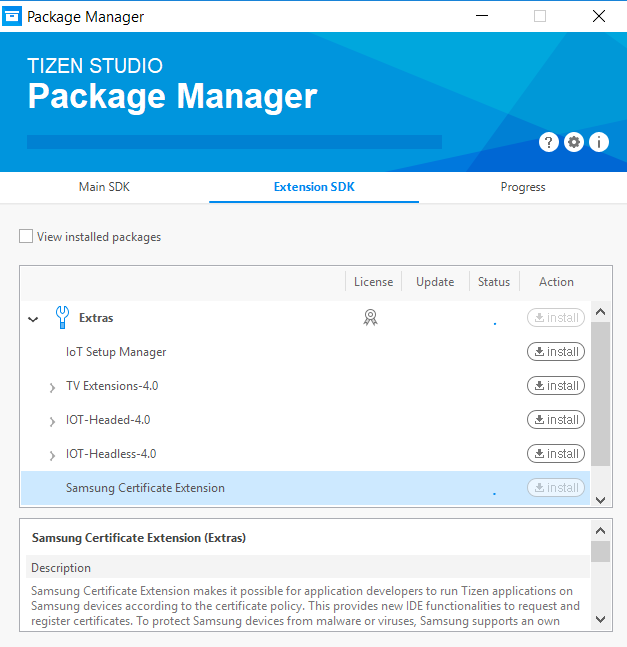 Package Manager
TIZEN STUDIO
Package Manager
Main SDK
Extension SDK
Progress
View installed packages
License Update Status Action
Extras install
IoT Setup Manager install
TV Extensions-4.0 install
IOT-Headed-4.0 install
IOT-Headless-4.0 install
Samsung Certificate Extension install
Samsung Certificate Extension (Extras)
Description
Samsung Certificate Extension makes it possible for application developers to run Tizen applications on
Samsung devices according to the certificate policy. This provides new IDE functionalities to request and
register certificates. To protect Samsung devices from malware or viruses, Samsung supports an own